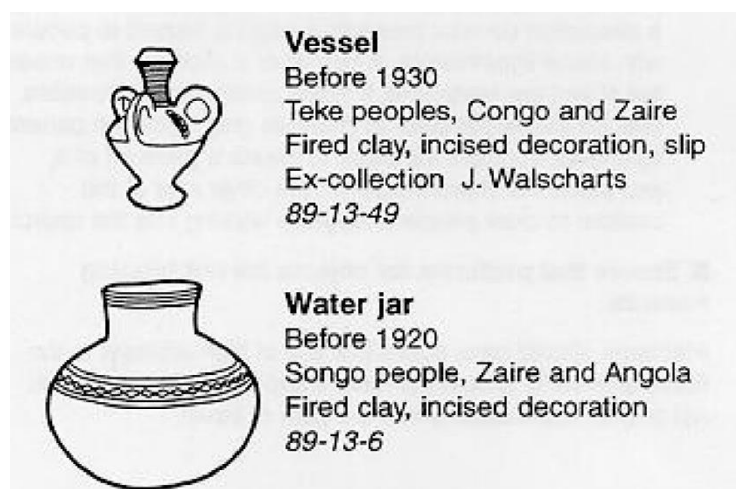 Vessel
Before 1930
Teke peoples, Congo and Zaire
Fired clay, incised decoration, slip
Ex-collection J. Walscharts
89-13-49
Water jar
Before 1920
Songo people, Zaire and Angola
Fired clay, incised decoration
89-13-6